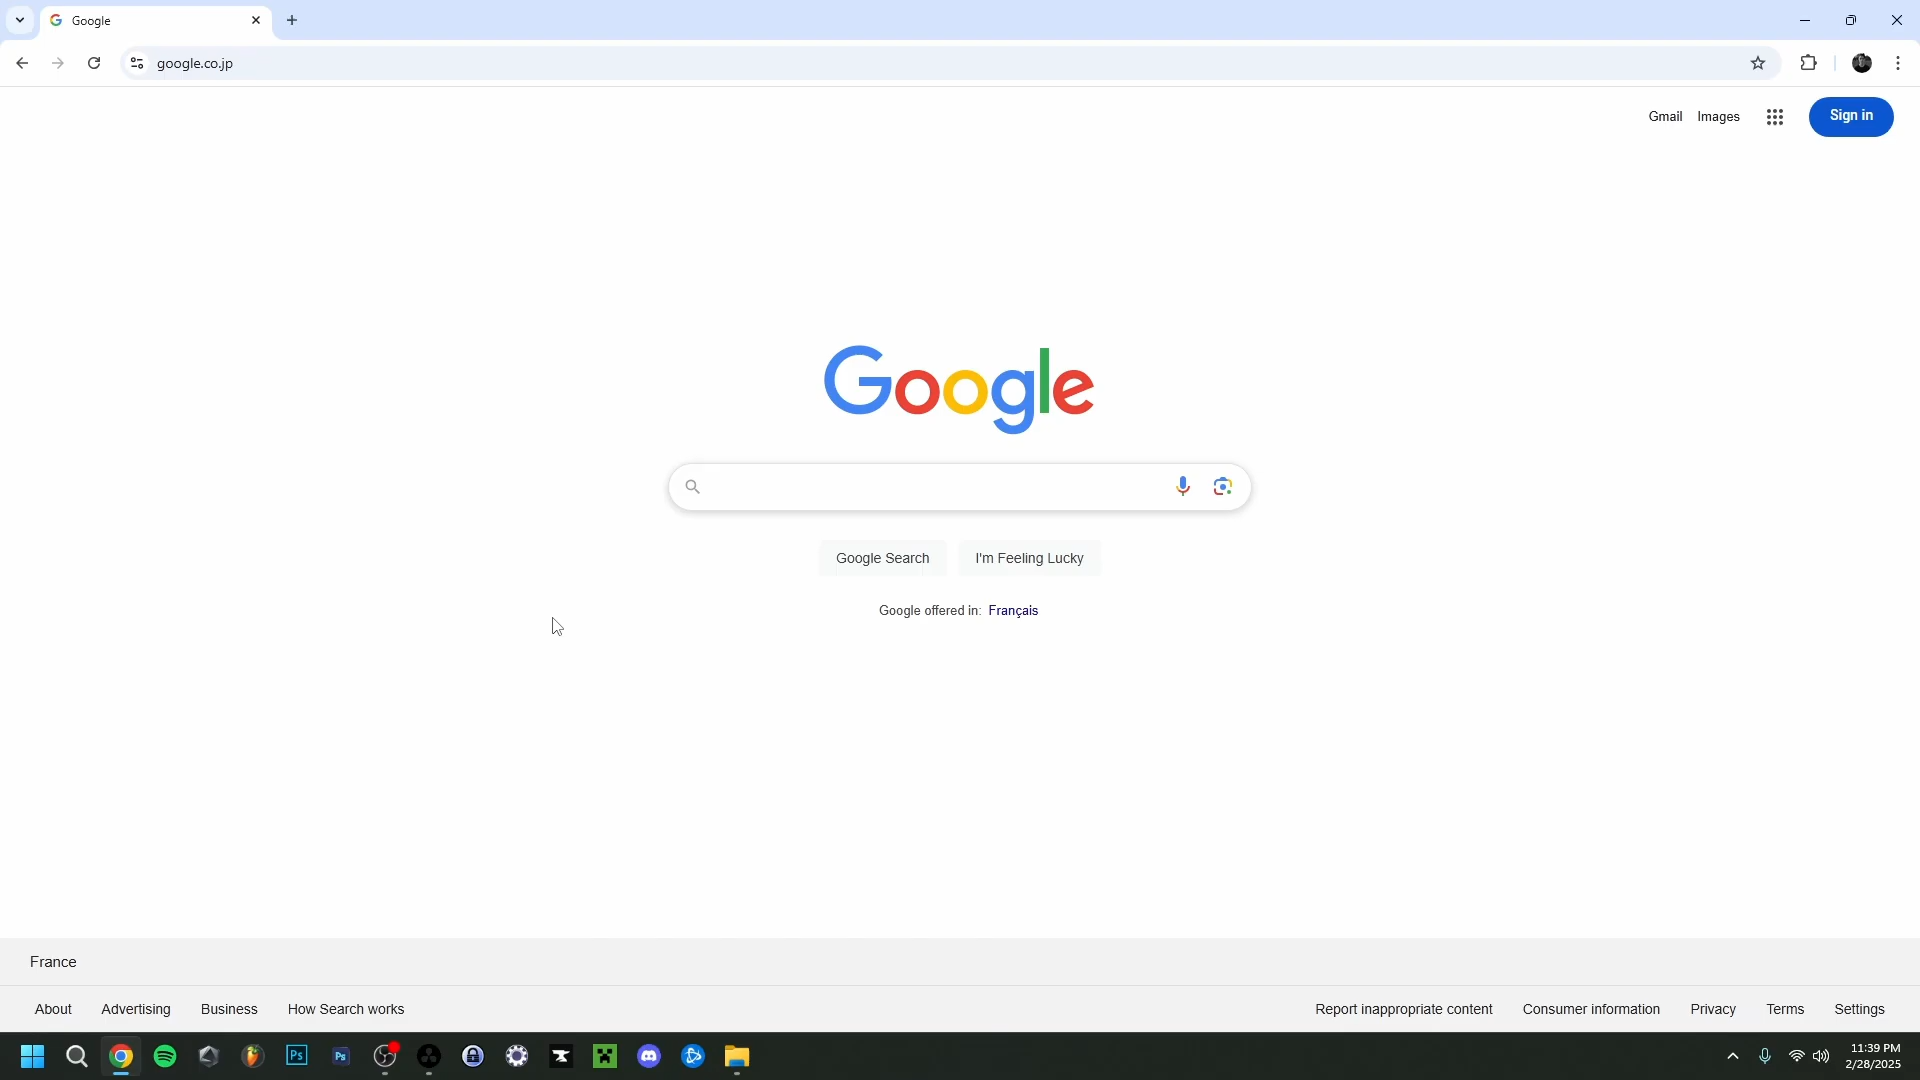 Google
google.co.jp
Gmail Images Sign in
Google
Google Search I'm Feeling Lucky
Google offered in: Français
France
About Advertising Business How Search works Report inappropriate content Consumer information Privacy Terms Settings
Ps Ps
11:39 PM
2/28/2025